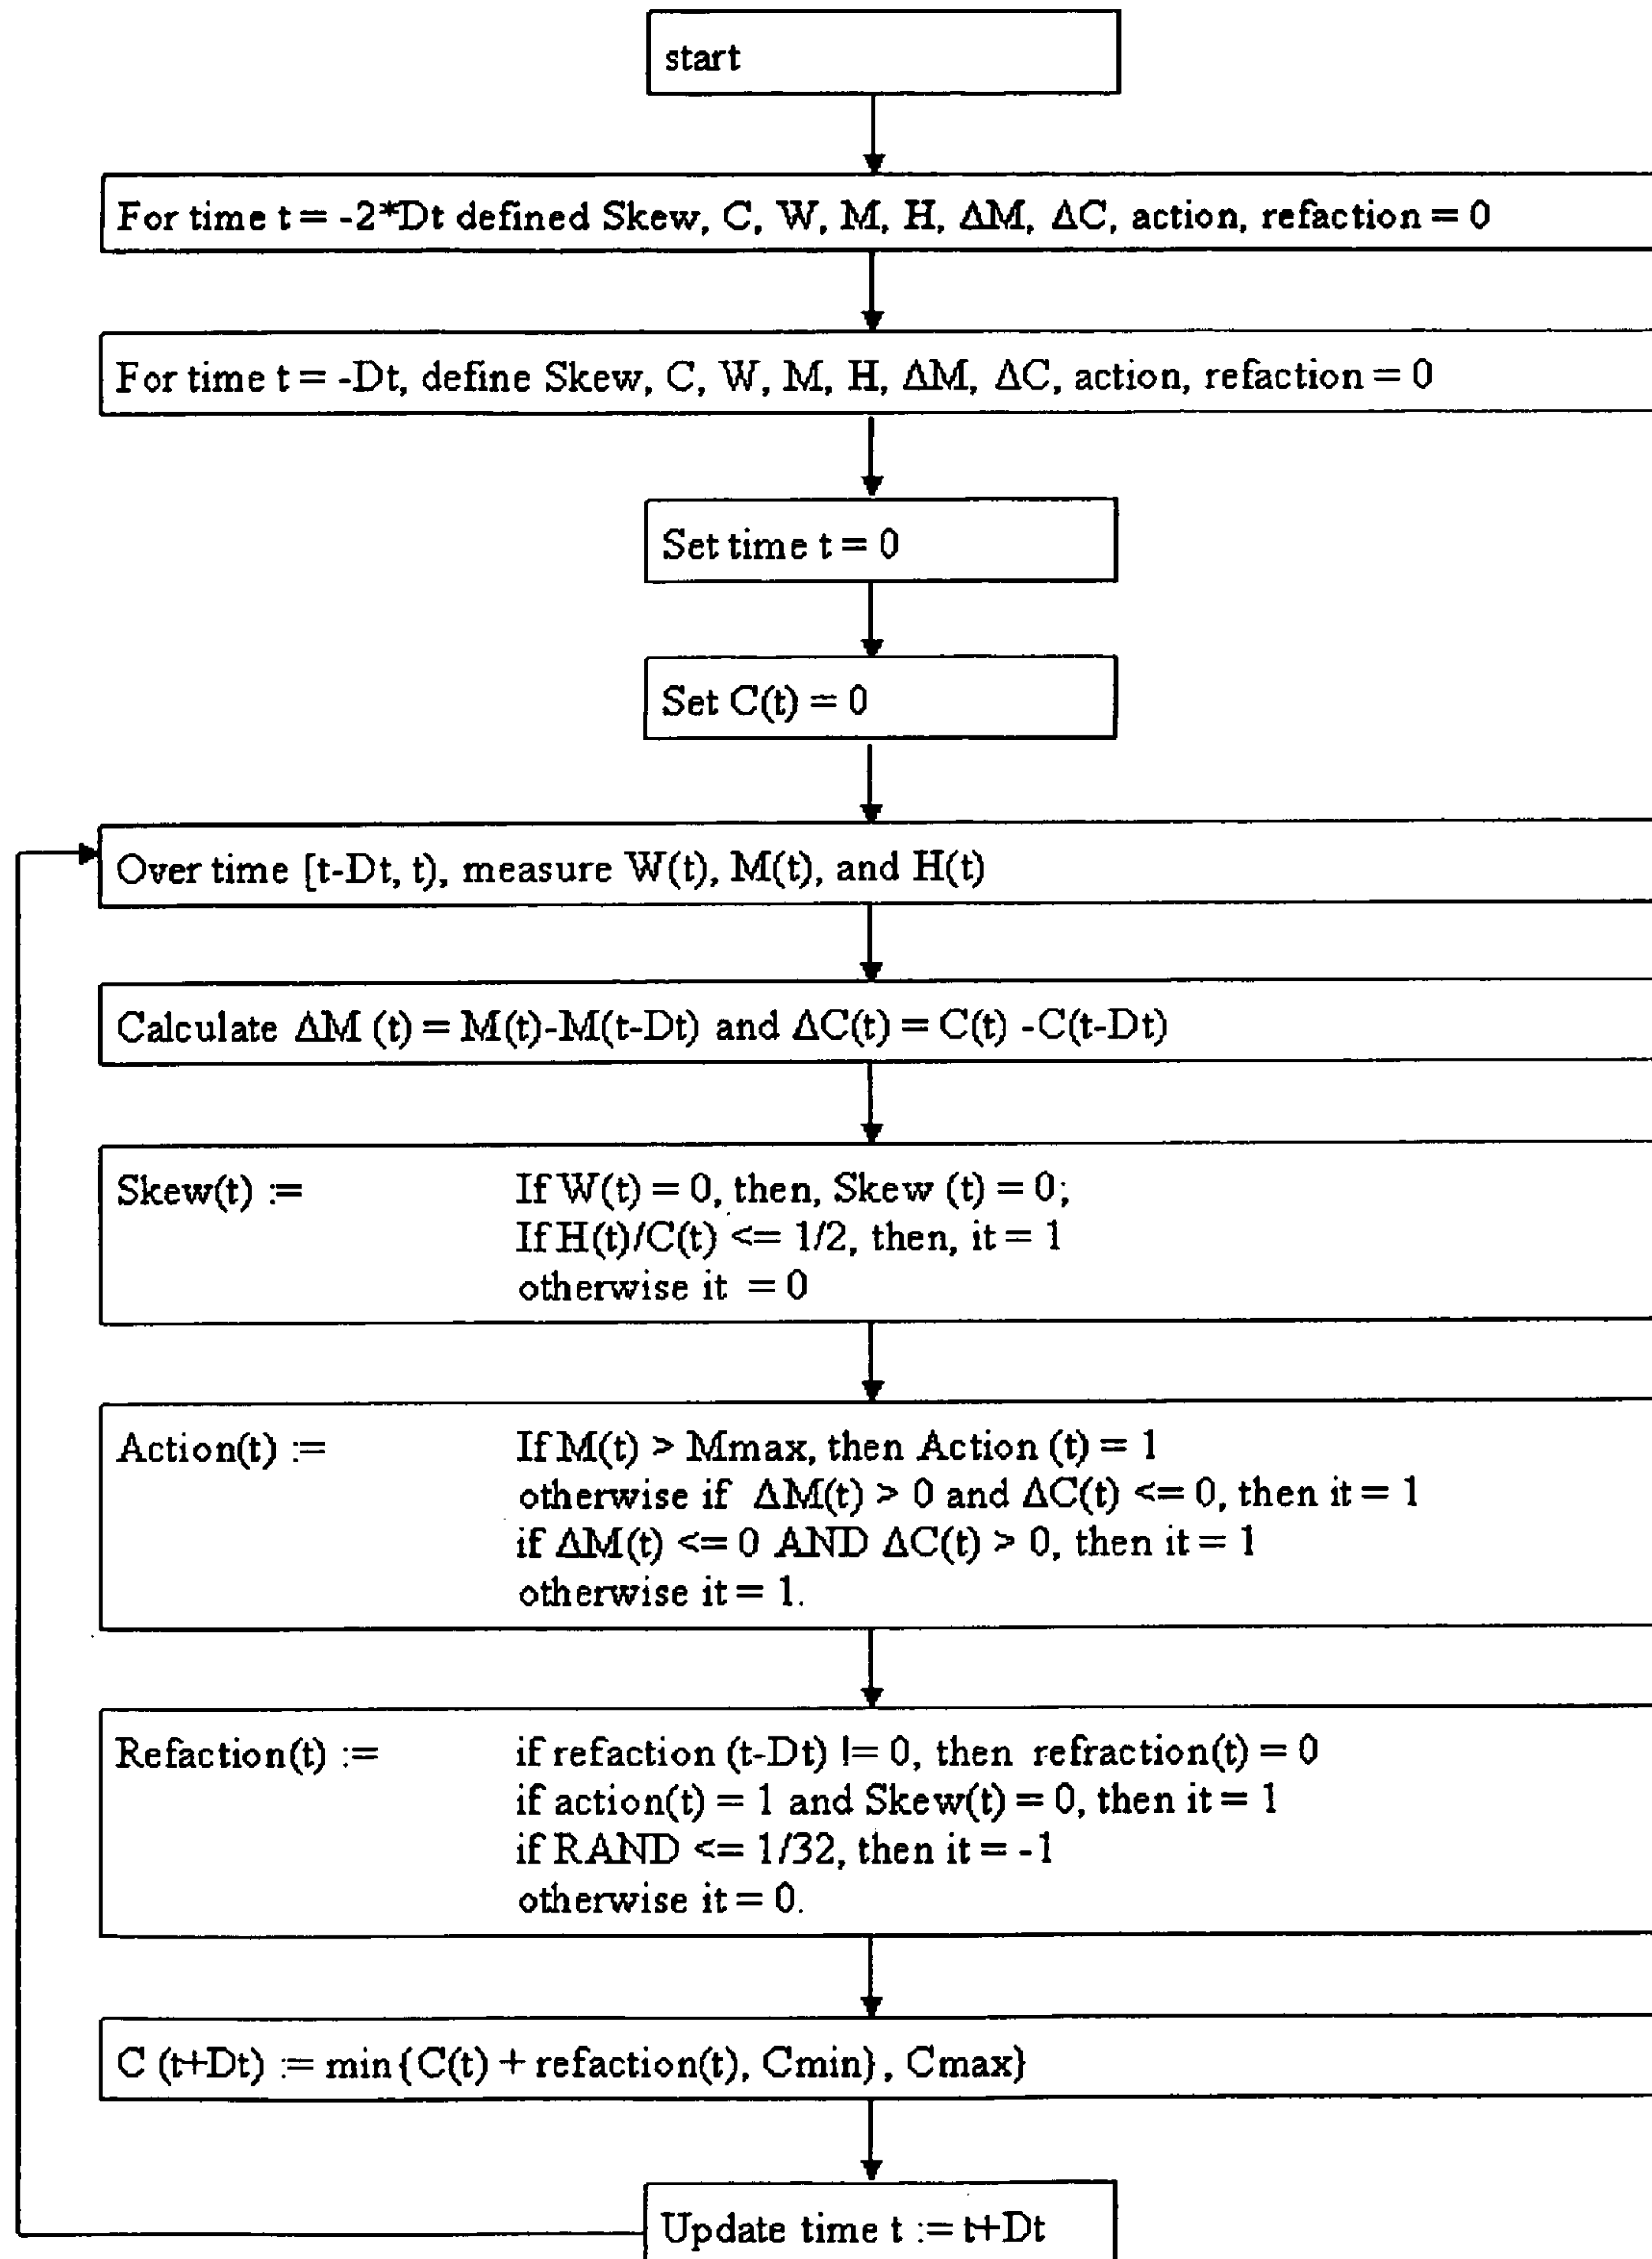 start
For time t = -2*Dt defined Skew, C, W, M, H, ΔM, ΔC, action, refaction = 0
For time t = -Dt, define Skew, C, W, M, H, ΔM, ΔC, action, refaction = 0
Set time t = 0
Set C(t) = 0
Over time [t-Dt, t), measure W(t), M(t), and H(t)
Calculate ΔM (t) = M(t)-M(t-Dt) and ΔC(t) = C(t) -C(t-Dt)
Skew(t) := If W(t) = 0, then, Skew (t) = 0;
If H(t)/C(t) <= 1/2, then, it = 1
otherwise it = 0
Action(t) := If M(t) > Mmax, then Action (t) = 1
otherwise if ΔM(t) > 0 and ΔC(t) <= 0, then it = 1
if ΔM(t) <= 0 AND ΔC(t) > 0, then it = 1
otherwise it = 1.
Refaction(t) := if refaction (t-Dt) != 0, then refraction(t) = 0
if action(t) = 1 and Skew(t) = 0, then it = 1
if RAND <= 1/32, then it = -1
otherwise it = 0.
C (t+Dt) := min{C(t) + refaction(t), Cmin}, Cmax}
Update time t := t+Dt